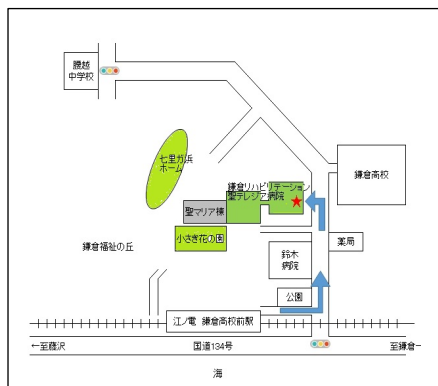 腰越
中学校
七里ガ浜
ホーム
鎌倉リハビリテーション
聖テレジア病院
鎌倉高校
聖マリア棟
小さき花の園
薬局
鎌倉福祉の丘
鈴木
病院
公園
江ノ電 鎌倉高校前駅
←至藤沢
国道134号
至鎌倉→
海